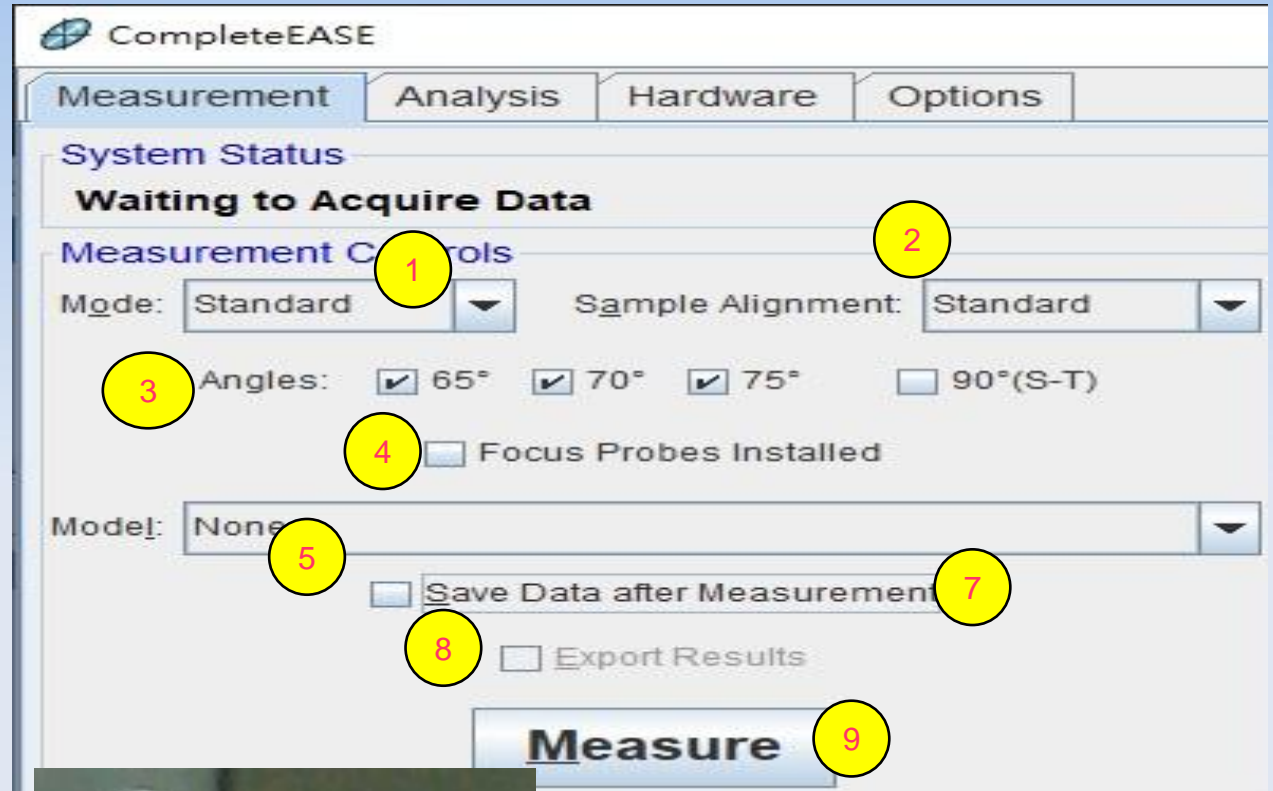 CompleteEASE
Measurement Analysis Hardware Options
System Status
Waiting to Acquire Data
2
Measurement C rols
1
Mode: Standard Sample Alignment: Standard
3 Angles: 65° 70° 75° 90°(S-T)
4 Focus Probes Installed
Model: None
5
Save Data after Measurement 7
8 Export Results
Measure 9